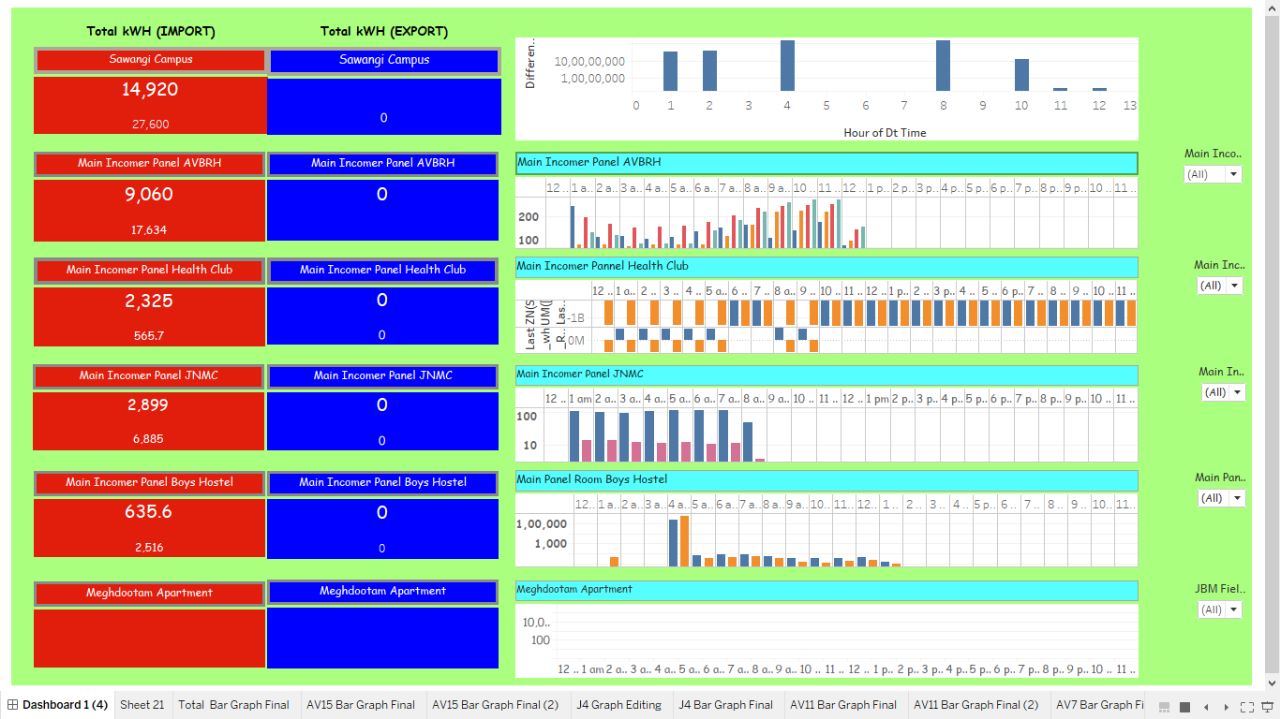 Total kWH (IMPORT)
Total kWH (EXPORT)
Sawangi Campus
Sawangi Campus
14,920
27,600
0
Differen..
10,00,00,000
1,00,00,000
0 1 2 3 4 5 6 7 8 9 10 11 12 13
Hour of Dt Time
Main Incomer Panel AVBRH
Main Incomer Panel AVBRH
9,060
17,634
0
Main Incomer Panel AVBRH
12 .. 1 a.. 2 a.. 3 a.. 4 a.. 5 a.. 6 a.. 7 a.. 8 a.. 9 a.. 10 .. 11 .. 12 .. 1 p.. 2 p.. 3 p.. 4 p.. 5 p.. 6 p.. 7 p.. 8 p.. 9 p.. 10 .. 11 ..
200
100
Main Inco..
(All)
Main Incomer Panel Health Club
Main Incomer Panel Health Club
2,325
565.7
0
0
Main Incomer Pannel Health Club
12 .. 1 a.. 2 .. 3 .. 4 .. 5 a.. 6 .. 7 .. 8 a.. 9 .. 10 .. 11 .. 12 .. 1 p.. 2 .. 3 p.. 4 .. 5 .. 6 p.. 7 .. 8 .. 9 .. 10 .. 11 ..
Last ZN(S
_wh UM([
_R.. Las..
-1B
0M
Main Inc..
(All)
Main Incomer Panel JNMC
Main Incomer Panel JNMC
2,899
6,885
0
0
Main Incomer Panel JNMC
12 .. 1 am 2 a.. 3 a.. 4 a.. 5 a.. 6 a.. 7 a.. 8 a.. 9 a.. 10 .. 11 .. 12 .. 1 pm 2 p.. 3 p.. 4 p.. 5 p.. 6 p.. 7 p.. 8 p.. 9 p.. 10 .. 11 ..
100
10
Main In..
(All)
Main Incomer Panel Boys Hostel
Main Incomer Panel Boys Hostel
635.6
2,516
0
0
Main Panel Room Boys Hostel
12.. 1 a.. 2 a.. 3 a.. 4 a.. 5 a.. 6 a.. 7 a.. 8 a.. 9 a.. 10.. 11.. 12.. 1 .. 2 .. 3 .. 4 .. 5 p.. 6 .. 7 .. 8 .. 9 .. 10 .. 11..
1,00,000
1,000
Main Pan..
(All)
Meghdootam Apartment
Meghdootam Apartment
Meghdootam Apartment
10,0..
100
12 .. 1 am 2 a.. 3 a.. 4 a.. 5 a.. 6 a.. 7 a.. 8 a.. 9 a.. 10 .. 11 .. 12 .. 1 p.. 2 p.. 3 p.. 4 p.. 5 p.. 6 p.. 7 p.. 8 p.. 9 p.. 10 .. 11 ..
JBM Fiel..
(All)
Dashboard 1 (4)
Sheet 21
Total Bar Graph Final
AV15 Bar Graph Final
AV15 Bar Graph Final (2)
J4 Graph Editing
J4 Bar Graph Final
AV11 Bar Graph Final
AV11 Bar Graph Final (2)
AV7 Bar Graph Fi